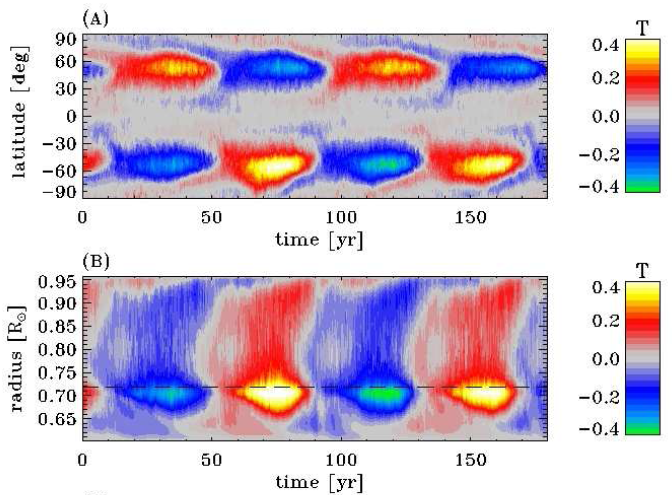 (A)
T
90
60
30
0
-30
-60
-90
latitude [deg]
0 50 100 150
time [yr]
0.4
0.2
0.0
-0.2
-0.4
(B)
T
0.95
0.90
0.85
0.80
0.75
0.70
0.65
radius [R⊙]
0 50 100 150
time [yr]
0.4
0.2
0.0
-0.2
-0.4